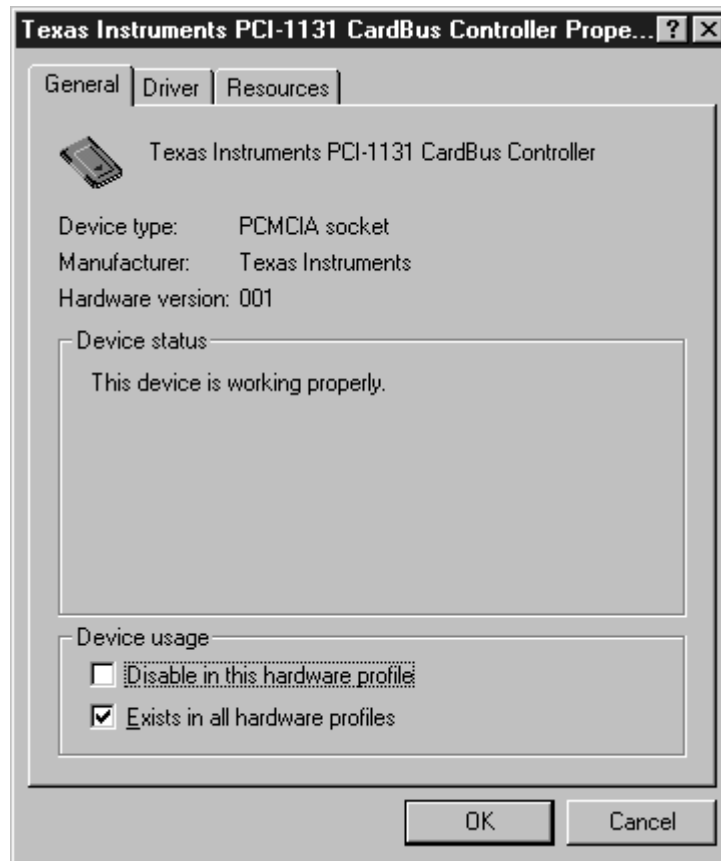 Texas Instruments PCI-1131 CardBus Controller Prope... ? X
General Driver Resources
Texas Instruments PCI-1131 CardBus Controller
Device type: PCMCIA socket
Manufacturer: Texas Instruments
Hardware version: 001
Device status
This device is working properly.
Device usage
Disable in this hardware profile
Exists in all hardware profiles
OK Cancel